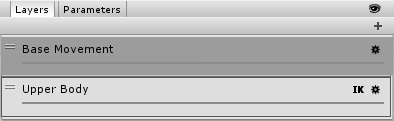 Layers Parameters
Base Movement
Upper Body IK